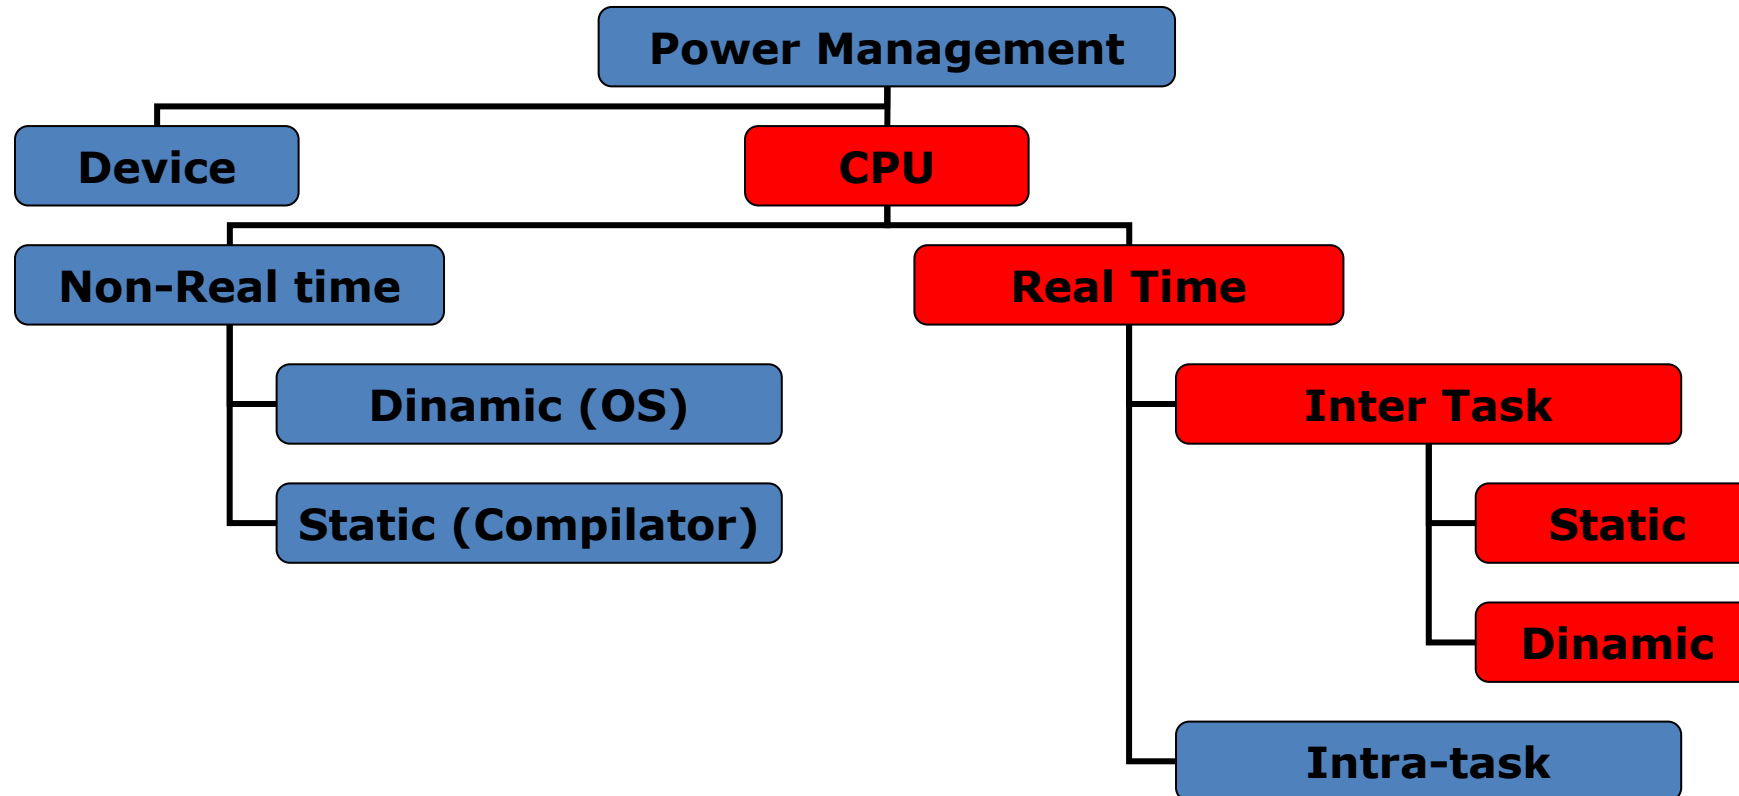 Power Management
Device
CPU
Non-Real time
Real Time
Dinamic (OS)
Inter Task
Static (Compilator)
Static
Dinamic
Intra-task